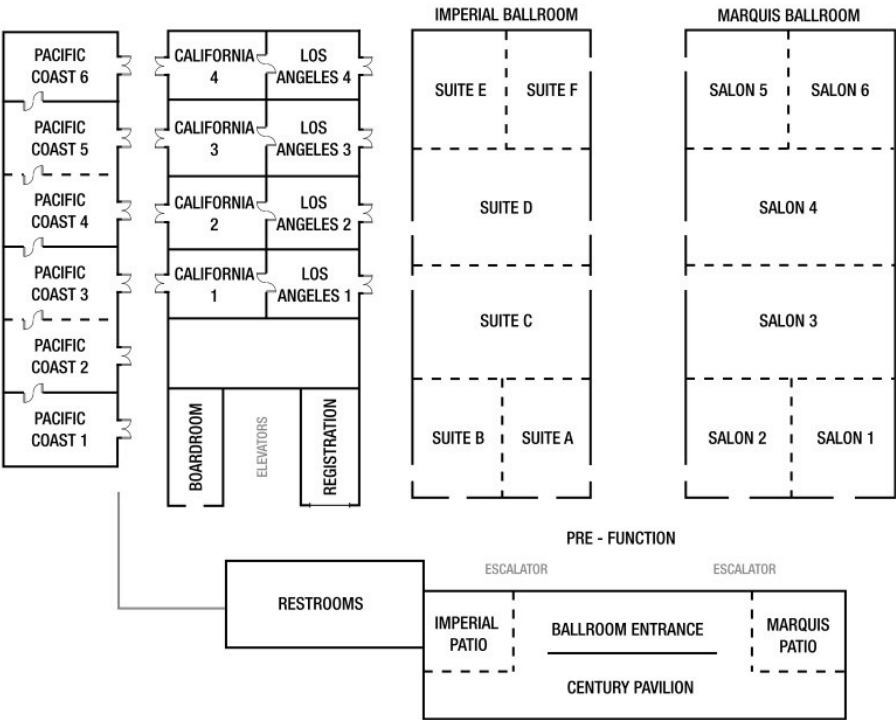 IMPERIAL BALLROOM
MARQUIS BALLROOM
PACIFIC
COAST 6
CALIFORNIA
4
LOS
ANGELES 4
SUITE E
SUITE F
SALON 5
SALON 6
PACIFIC
COAST 5
CALIFORNIA
3
LOS
ANGELES 3
PACIFIC
COAST 4
CALIFORNIA
2
LOS
ANGELES 2
SUITE D
SALON 4
PACIFIC
COAST 3
CALIFORNIA
1
LOS
ANGELES 1
SUITE C
SALON 3
PACIFIC
COAST 2
PACIFIC
COAST 1
BOARDROOM
ELEVATORS
REGISTRATION
SUITE B
SUITE A
SALON 2
SALON 1
PRE - FUNCTION
ESCALATOR
ESCALATOR
RESTROOMS
IMPERIAL
PATIO
BALLROOM ENTRANCE
MARQUIS
PATIO
CENTURY PAVILION